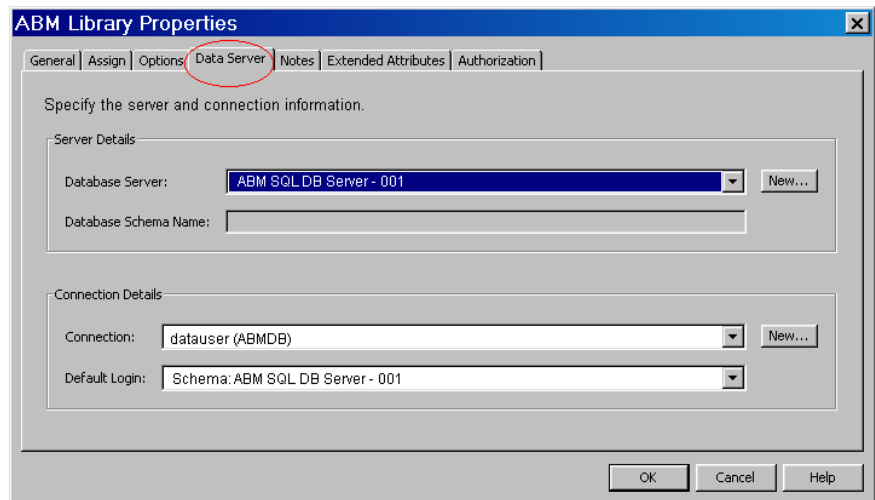 ABM Library Properties
General Assign Options Data Server Notes Extended Attributes Authorization
Specify the server and connection information.
Server Details
Database Server: ABM SQL DB Server - 001 New...
Database Schema Name:
Connection Details
Connection: datauser (ABMDB) New...
Default Login: Schema: ABM SQL DB Server - 001
OK Cancel Help